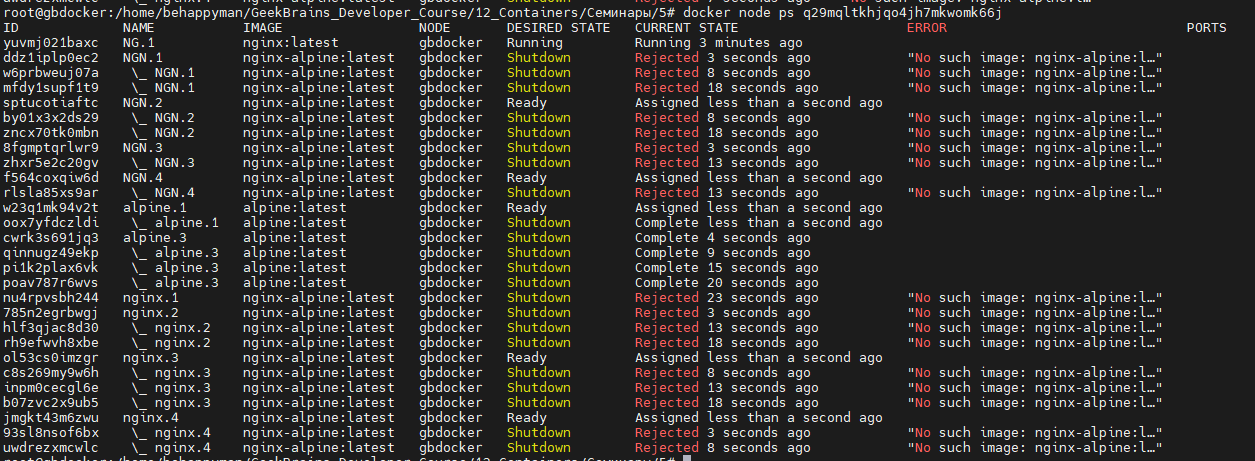 root@gbdocker:/home/behappyman/GeekBrains_Developer_Course/12_Containers/Семинары/5# docker node ps q29mqltkhjqo4jh7mkwomk66j
ID NAME IMAGE NODE DESIRED STATE CURRENT STATE ERROR PORTS
yuvmj021baxc NG.1 nginx:latest gbdocker Running Running 3 minutes ago
ddz1iplp0ec2 NGN.1 nginx-alpine:latest gbdocker Shutdown Rejected 3 seconds ago "No such image: nginx-alpine:l…"
w6prbweuj07a \_ NGN.1 nginx-alpine:latest gbdocker Shutdown Rejected 8 seconds ago "No such image: nginx-alpine:l…"
mfdy1supf1t9 \_ NGN.1 nginx-alpine:latest gbdocker Shutdown Rejected 18 seconds ago "No such image: nginx-alpine:l…"
sptucotiaftc NGN.2 nginx-alpine:latest gbdocker Ready Assigned less than a second ago
by01x3x2ds29 \_ NGN.2 nginx-alpine:latest gbdocker Shutdown Rejected 8 seconds ago "No such image: nginx-alpine:l…"
zncx70tk0mbn \_ NGN.2 nginx-alpine:latest gbdocker Shutdown Rejected 18 seconds ago "No such image: nginx-alpine:l…"
8fgmptqrlwr9 NGN.3 nginx-alpine:latest gbdocker Shutdown Rejected 3 seconds ago "No such image: nginx-alpine:l…"
zhxr5e2c20gv \_ NGN.3 nginx-alpine:latest gbdocker Shutdown Rejected 13 seconds ago "No such image: nginx-alpine:l…"
f564coxqiw6d NGN.4 nginx-alpine:latest gbdocker Ready Assigned less than a second ago
rlsla85xs9ar \_ NGN.4 nginx-alpine:latest gbdocker Shutdown Rejected 13 seconds ago "No such image: nginx-alpine:l…"
w23q1mk94v2t alpine.1 alpine:latest gbdocker Ready Assigned less than a second ago
oox7yfdczldi \_ alpine.1 alpine:latest gbdocker Shutdown Complete less than a second ago
cwrk3s691jq3 alpine.3 alpine:latest gbdocker Shutdown Complete 4 seconds ago
qinnugz49ekp \_ alpine.3 alpine:latest gbdocker Shutdown Complete 9 seconds ago
pi1k2plax6vk \_ alpine.3 alpine:latest gbdocker Shutdown Complete 15 seconds ago
poav787r6wvs \_ alpine.3 alpine:latest gbdocker Shutdown Complete 20 seconds ago
nu4rpvsbh244 nginx.1 nginx-alpine:latest gbdocker Shutdown Rejected 23 seconds ago "No such image: nginx-alpine:l…"
785n2egrbwgj nginx.2 nginx-alpine:latest gbdocker Shutdown Rejected 3 seconds ago "No such image: nginx-alpine:l…"
hlf3qjac8d30 \_ nginx.2 nginx-alpine:latest gbdocker Shutdown Rejected 13 seconds ago "No such image: nginx-alpine:l…"
rh9efwvh8xbe \_ nginx.2 nginx-alpine:latest gbdocker Shutdown Rejected 18 seconds ago "No such image: nginx-alpine:l…"
ol53cs0imzgr nginx.3 nginx-alpine:latest gbdocker Ready Assigned less than a second ago
c8s269my9w6h \_ nginx.3 nginx-alpine:latest gbdocker Shutdown Rejected 8 seconds ago "No such image: nginx-alpine:l…"
inpm0cecgl6e \_ nginx.3 nginx-alpine:latest gbdocker Shutdown Rejected 13 seconds ago "No such image: nginx-alpine:l…"
b07zvc2x9ub5 \_ nginx.3 nginx-alpine:latest gbdocker Shutdown Rejected 18 seconds ago "No such image: nginx-alpine:l…"
jmgkt43m6zwu nginx.4 nginx-alpine:latest gbdocker Ready Assigned less than a second ago
93sl8nsof6bx \_ nginx.4 nginx-alpine:latest gbdocker Shutdown Rejected 3 seconds ago "No such image: nginx-alpine:l…"
uwdrezxmcwlc \_ nginx.4 nginx-alpine:latest gbdocker Shutdown Rejected 8 seconds ago "No such image: nginx-alpine:l…"
root@gbdocker:/home/behappyman/GeekBrains_Developer_Course/12_Containers/Семинары/5#